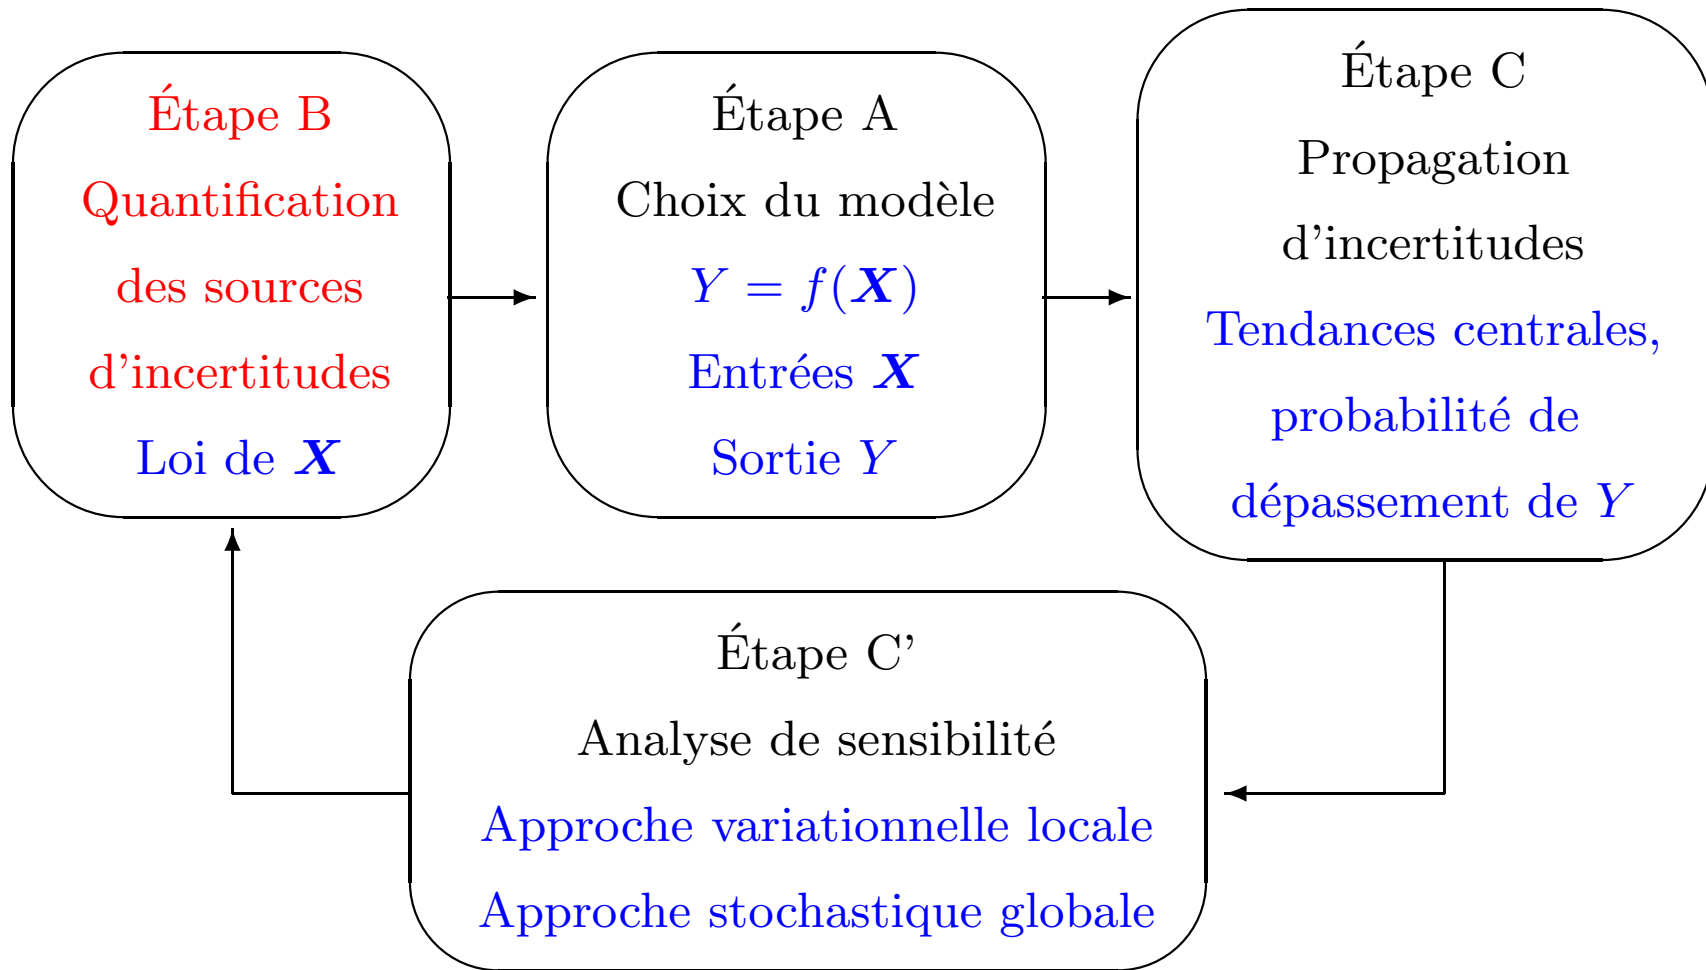 Étape B
Quantification
des sources
d'incertitudes
Loi de X
Étape A
Choix du modèle
Y = f(X)
Entrées X
Sortie Y
Étape C
Propagation
d'incertitudes
Tendances centrales,
probabilité de
dépassement de Y
Étape C'
Analyse de sensibilité
Approche variationnelle locale
Approche stochastique globale